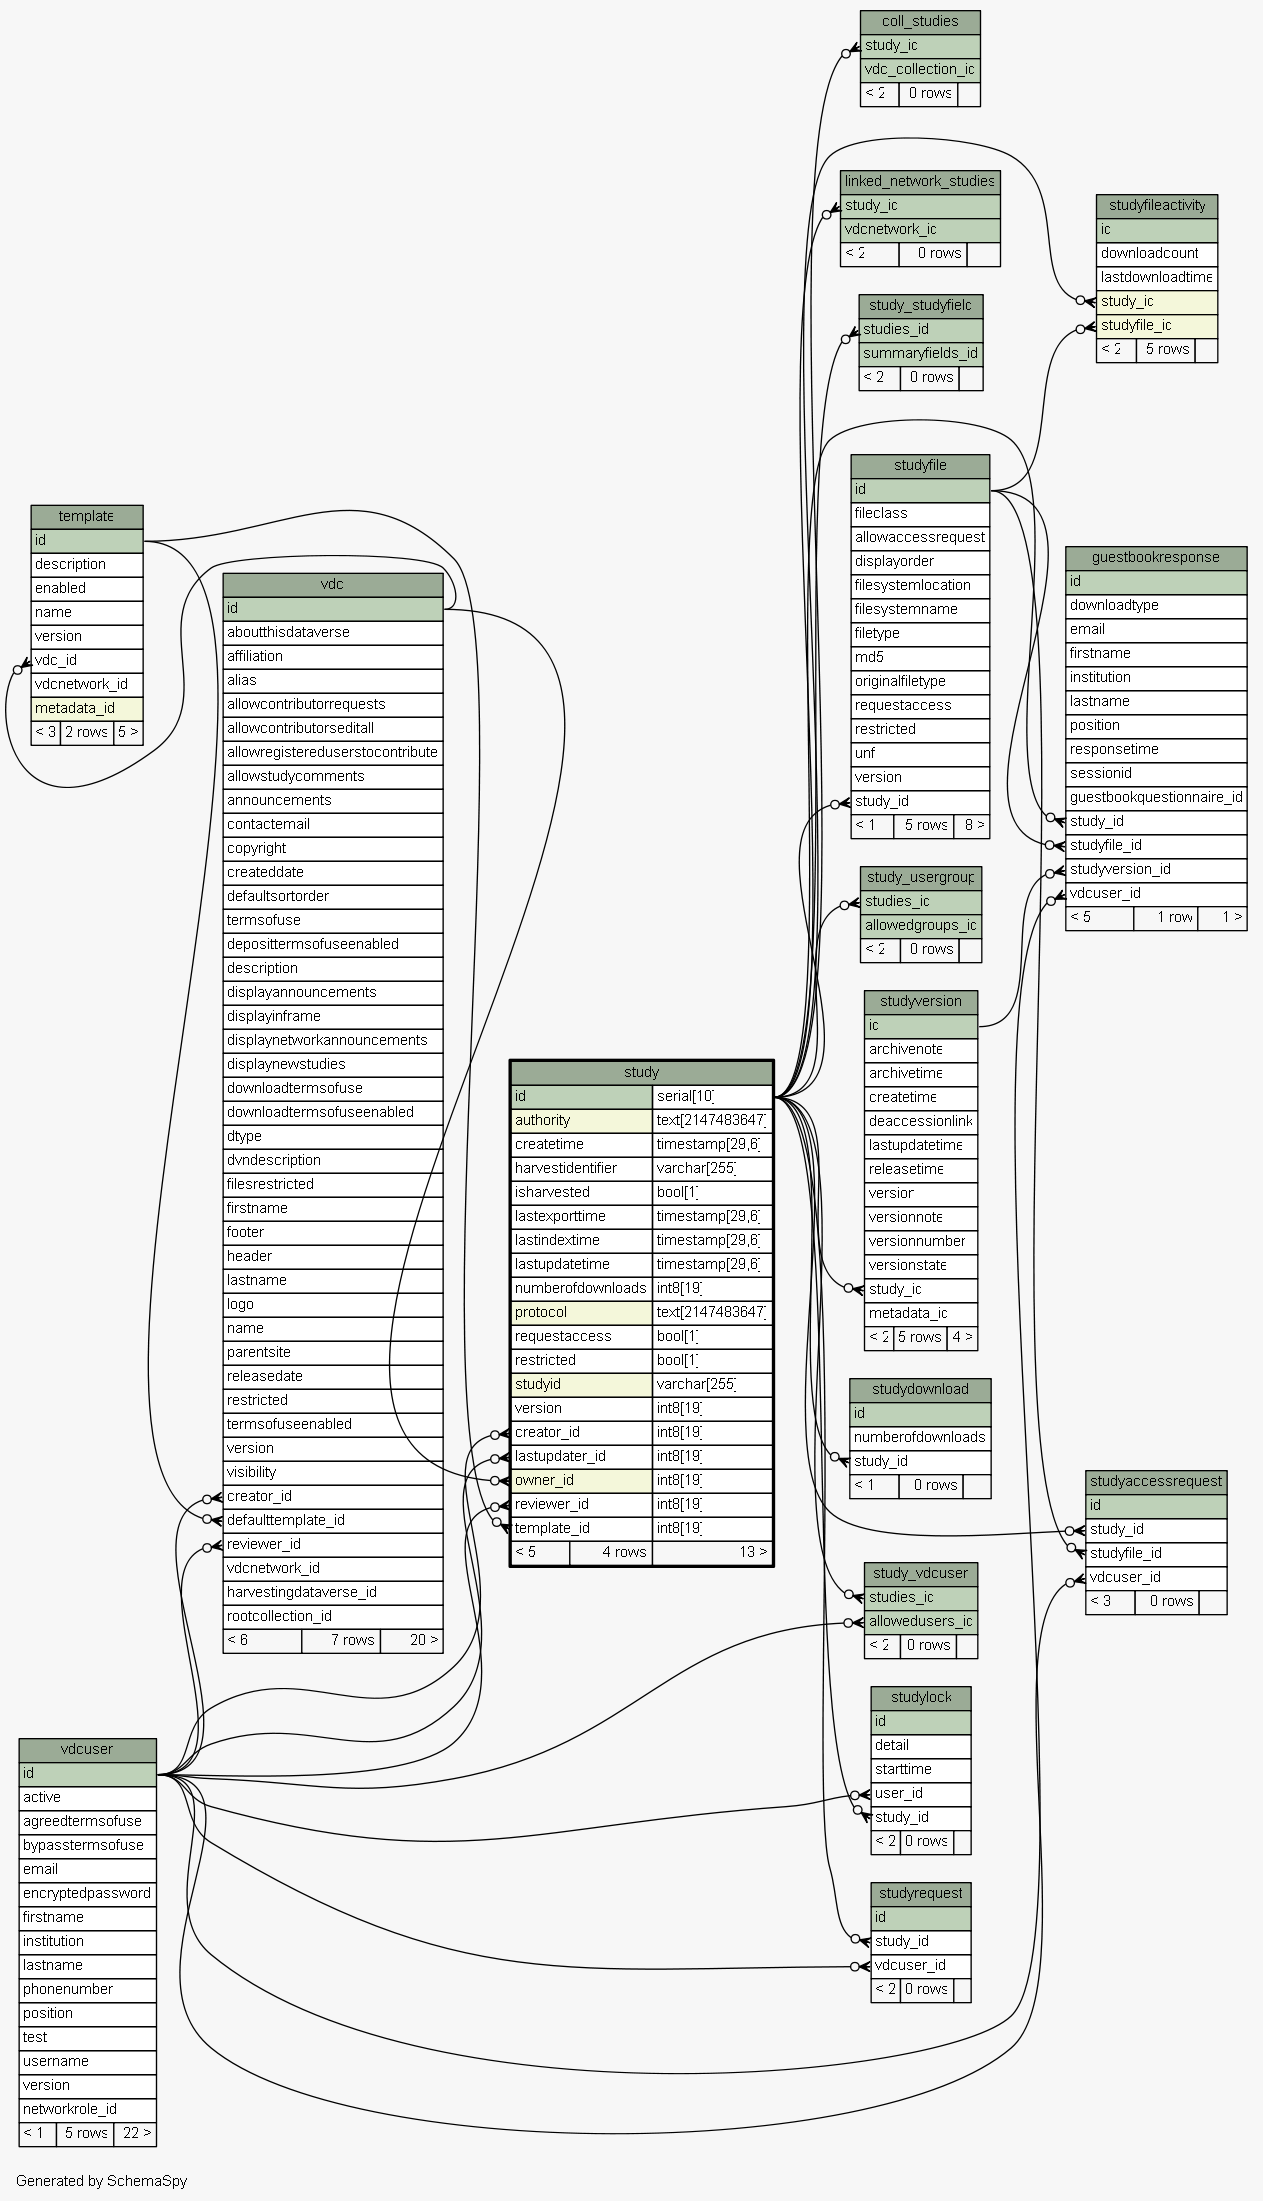 coll_studies
study_ic
vdc_collection_ic
< 2 0 rows
linked_network_studies
study_ic
vdcnetwork_ic
< 2 0 rows
studyfileactivity
ic
downloadcount
lastdownloadtime
study_ic
studyfile_ic
< 2 5 rows
study_studyfielc
studies_id
summaryfields_id
< 2 0 rows
studyfile
id
fileclass
allowaccessrequest
displayorder
filesystemlocation
filesystemname
filetype
md5
originalfiletype
requestaccess
restricted
unf
version
study_id
< 1 5 rows 8 >
template
id
description
enabled
name
version
vdc_id
vdcnetwork_id
metadata_id
< 3 2 rows 5 >
vdc
id
aboutthisdataverse
affiliation
alias
allowcontributorrequests
allowcontributorseditall
allowregistereduserstocontribute
allowstudycomments
announcements
contactemail
copyright
createddate
defaultsortorder
termsofuse
deposittermsofuseenabled
description
displayannouncements
displayinframe
displaynetworkannouncements
displaynewstudies
downloadtermsofuse
downloadtermsofuseenabled
dtype
dvndescription
filesrestricted
firstname
footer
header
lastname
logo
name
parentsite
releasedate
restricted
termsofuseenabled
version
visibility
creator_id
defaulttemplate_id
reviewer_id
vdcnetwork_id
harvestingdataverse_id
rootcollection_id
< 6 7 rows 20 >
guestbookresponse
id
downloadtype
email
firstname
institution
lastname
position
responsetime
sessionid
guestbookquestionnaire_id
study_id
studyfile_id
studyversion_id
vdcuser_id
< 5 1 row 1 >
study_usergroup
studies_ic
allowedgroups_ic
< 2 0 rows
studyversion
ic
archivenote
archivetime
createtime
deaccessionlink
lastupdatetime
releasetime
version
versionnote
versionnumber
versionstate
study_ic
metadata_ic
< 2 5 rows 4 >
study
id serial[10]
authority text[2147483647]
createtime timestamp[29,6]
harvestidentifier varchar[255]
isharvested bool[1]
lastexporttime timestamp[29,6]
lastindextime timestamp[29,6]
lastupdatetime timestamp[29,6]
numberofdownloads int8[19]
protocol text[2147483647]
requestaccess bool[1]
restricted bool[1]
studyid varchar[255]
version int8[19]
creator_id int8[19]
lastupdater_id int8[19]
owner_id int8[19]
reviewer_id int8[19]
template_id int8[19]
< 5 4 rows 13 >
studydownload
id
numberofdownloads
study_id
< 1 0 rows
studyaccessrequest
id
study_id
studyfile_id
vdcuser_id
< 3 0 rows
study_vdcuser
studies_ic
allowedusers_ic
< 2 0 rows
studylock
id
detail
starttime
user_id
study_id
< 2 0 rows
vdcuser
id
active
agreedtermsofuse
bypasstermsofuse
email
encryptedpassword
firstname
institution
lastname
phonenumber
position
test
username
version
networkrole_id
< 1 5 rows 22 >
studyrequest
id
study_id
vdcuser_id
< 2 0 rows
Generated by SchemaSpy